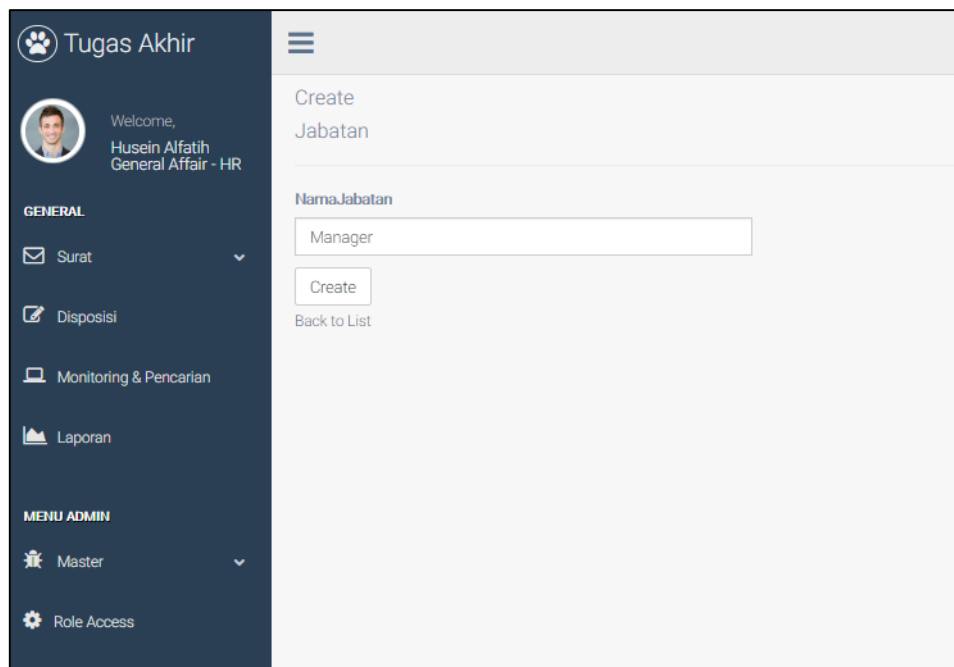 Tugas Akhir
Welcome,
Husein Alfatih
General Affair - HR
GENERAL
Surat
Disposisi
Monitoring & Pencarian
Laporan
MENU ADMIN
Master
Role Access
Create
Jabatan
NamaJabatan
Manager
Create
Back to List